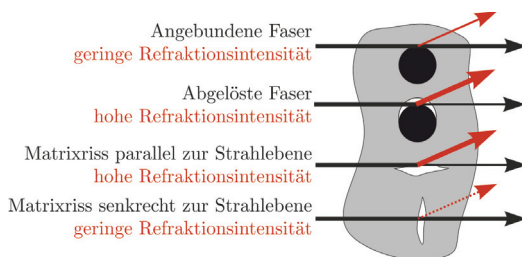 Angebundene Faser
geringe Refraktionsintensität
Abgelöste Faser
hohe Refraktionsintensität
Matrixriss parallel zur Strahlebene
hohe Refraktionsintensität
Matrixriss senkrecht zur Strahlebene
geringe Refraktionsintensität